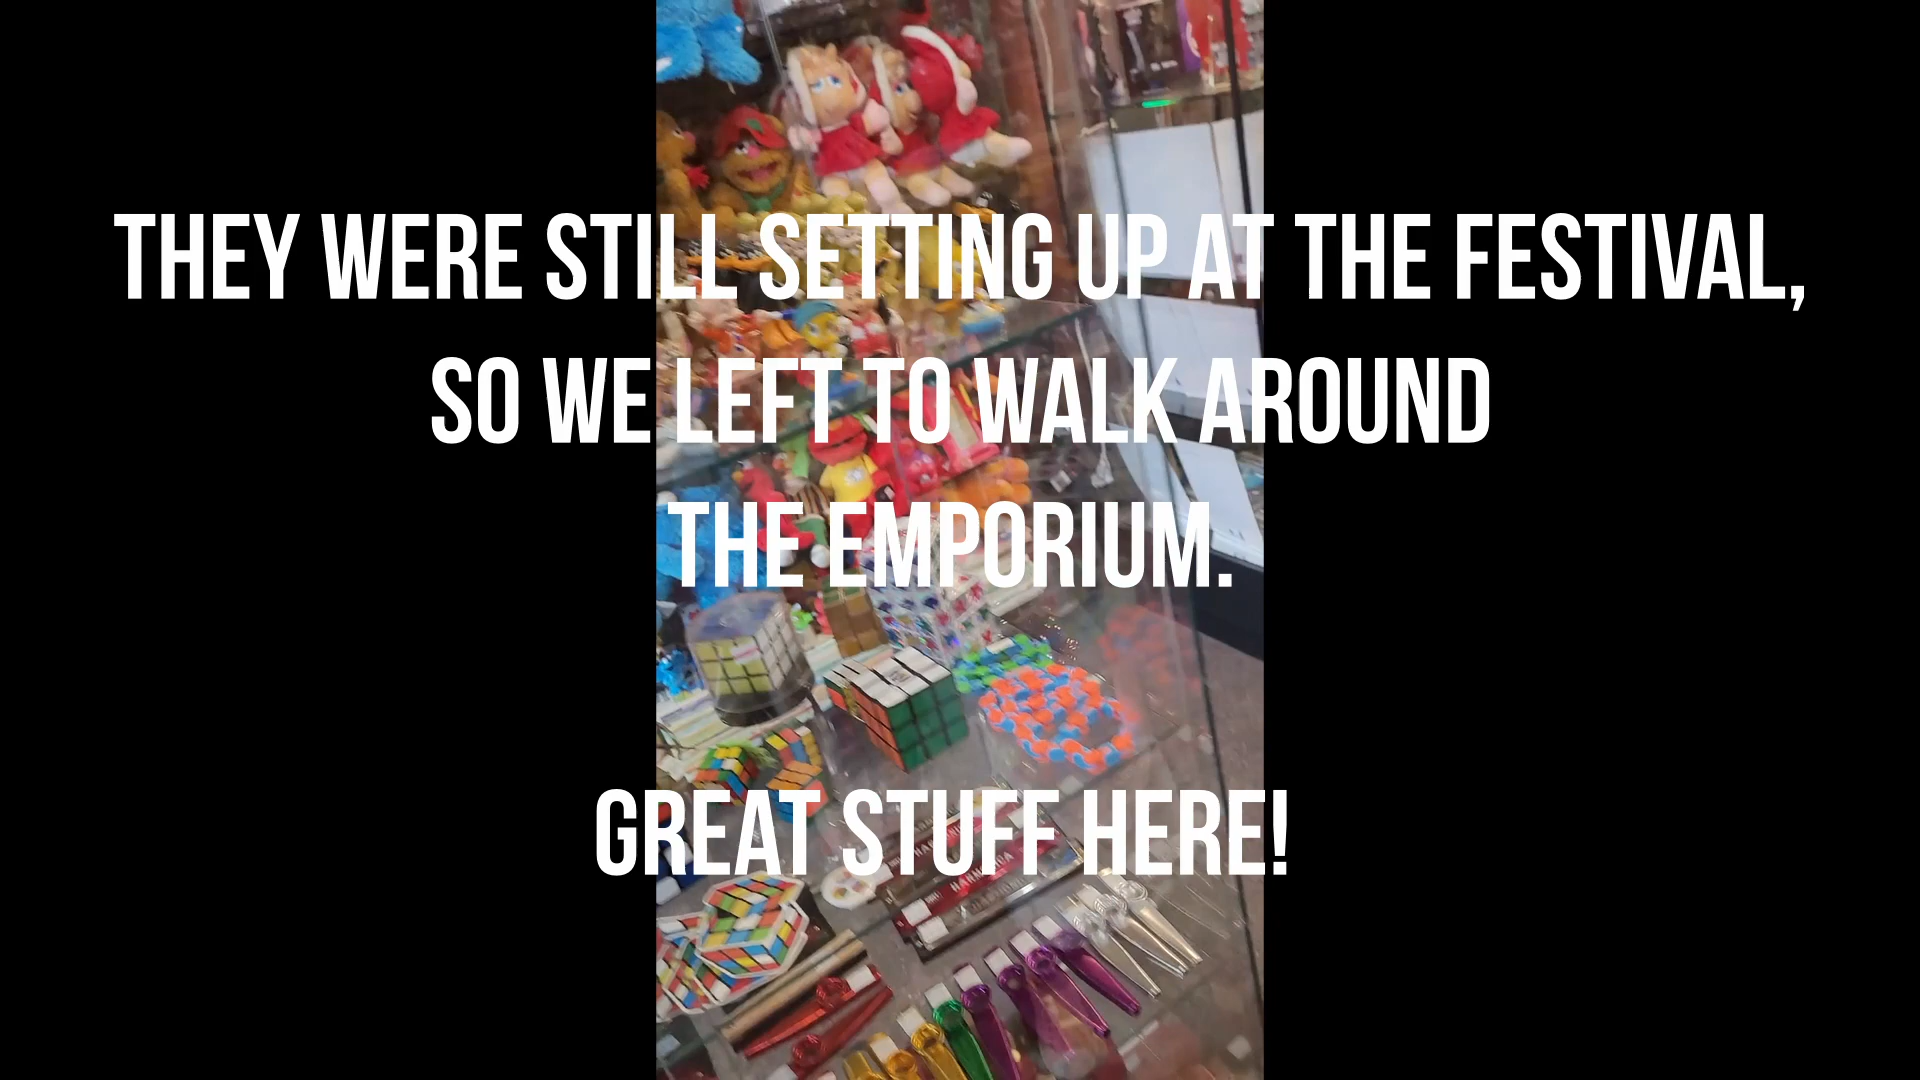 THEY WERE STILL SETTING UP AT THE FESTIVAL,
SO WE LEFT TO WALK AROUND
THE EMPORIUM.
GREAT STUFF HERE!